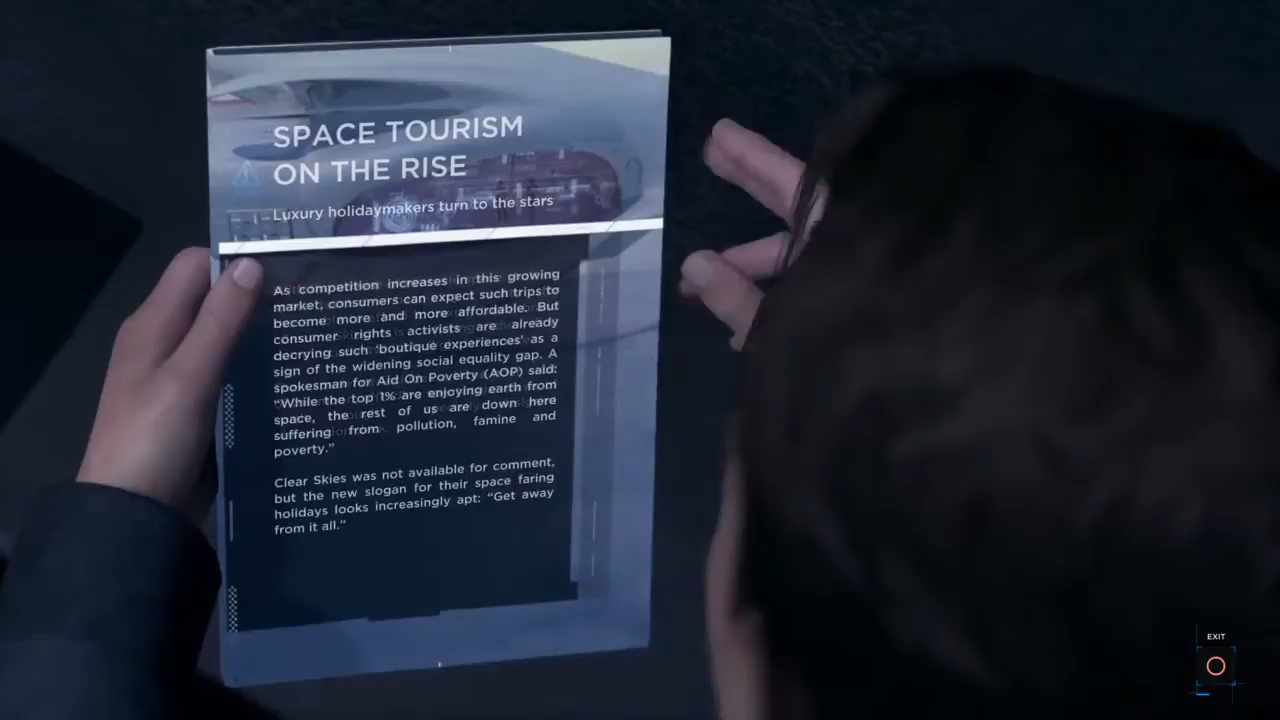 SPACE TOURISM
ON THE RISE
Luxury holidaymakers turn to the stars
As competition increases in this growing
market, consumers can expect such trips to
become more and more affordable. But
consumer rights activists are already
decrying such 'boutique experiences' as a
sign of the widening social equality gap. A
spokesman for Aid On Poverty (AOP) said:
“While the top 1% are enjoying earth from
space, the rest of us are down here
suffering from pollution, famine and
poverty.”
Clear Skies was not available for comment,
but the new slogan for their space faring
holidays looks increasingly apt: “Get away
from it all.”
EXIT